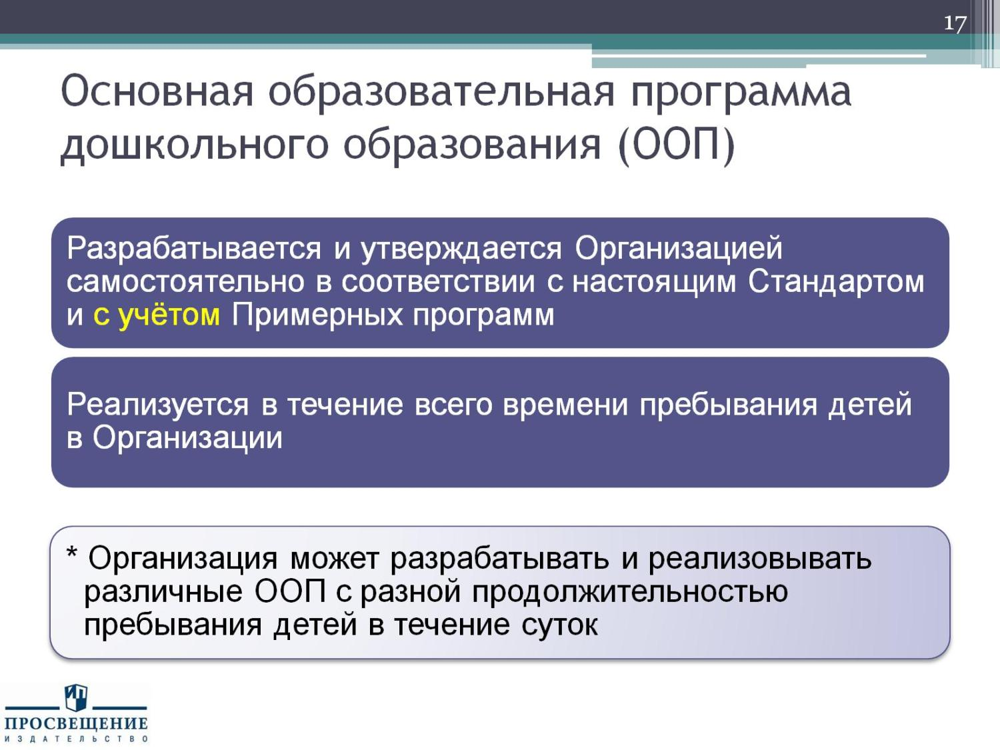 17
Основная образовательная программа
дошкольного образования (ООП)
Разрабатывается и утверждается Организацией
самостоятельно в соответствии с настоящим Стандартом
и с учётом Примерных программ
Реализуется в течение всего времени пребывания детей
в Организации
* Организация может разрабатывать и реализовывать
различные ООП с разной продолжительностью
пребывания детей в течение суток
ИП
ПРОСВЕЩЕНИЕ
ИЗДАТЕЛЬСТВО